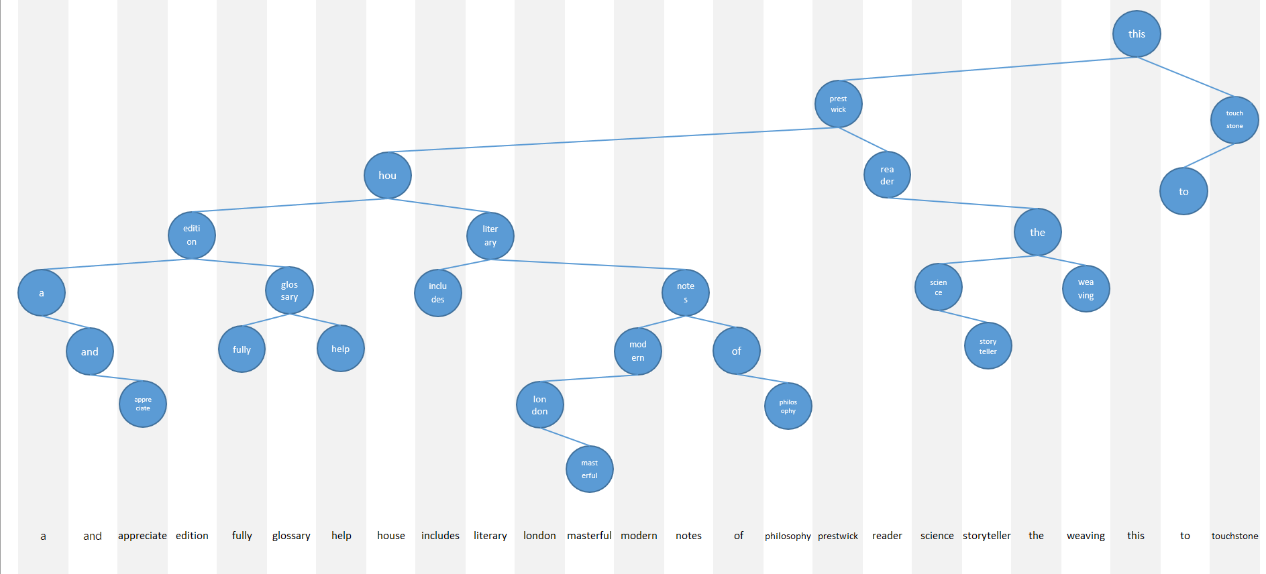 this
prest
wick
touch
stone
hou
rea
der
to
editi
on
liter
ary
the
a
glos
sary
inclu
des
note
s
scien
ce
wea
ving
and
fully
help
mod
ern
of
story
teller
appre
ciate
lon
don
philos
ophy
mast
erful
a and appreciate edition fully glossary help house includes literary london masterful modern notes of philosophy prestwick reader science storyteller the weaving this to touchstone